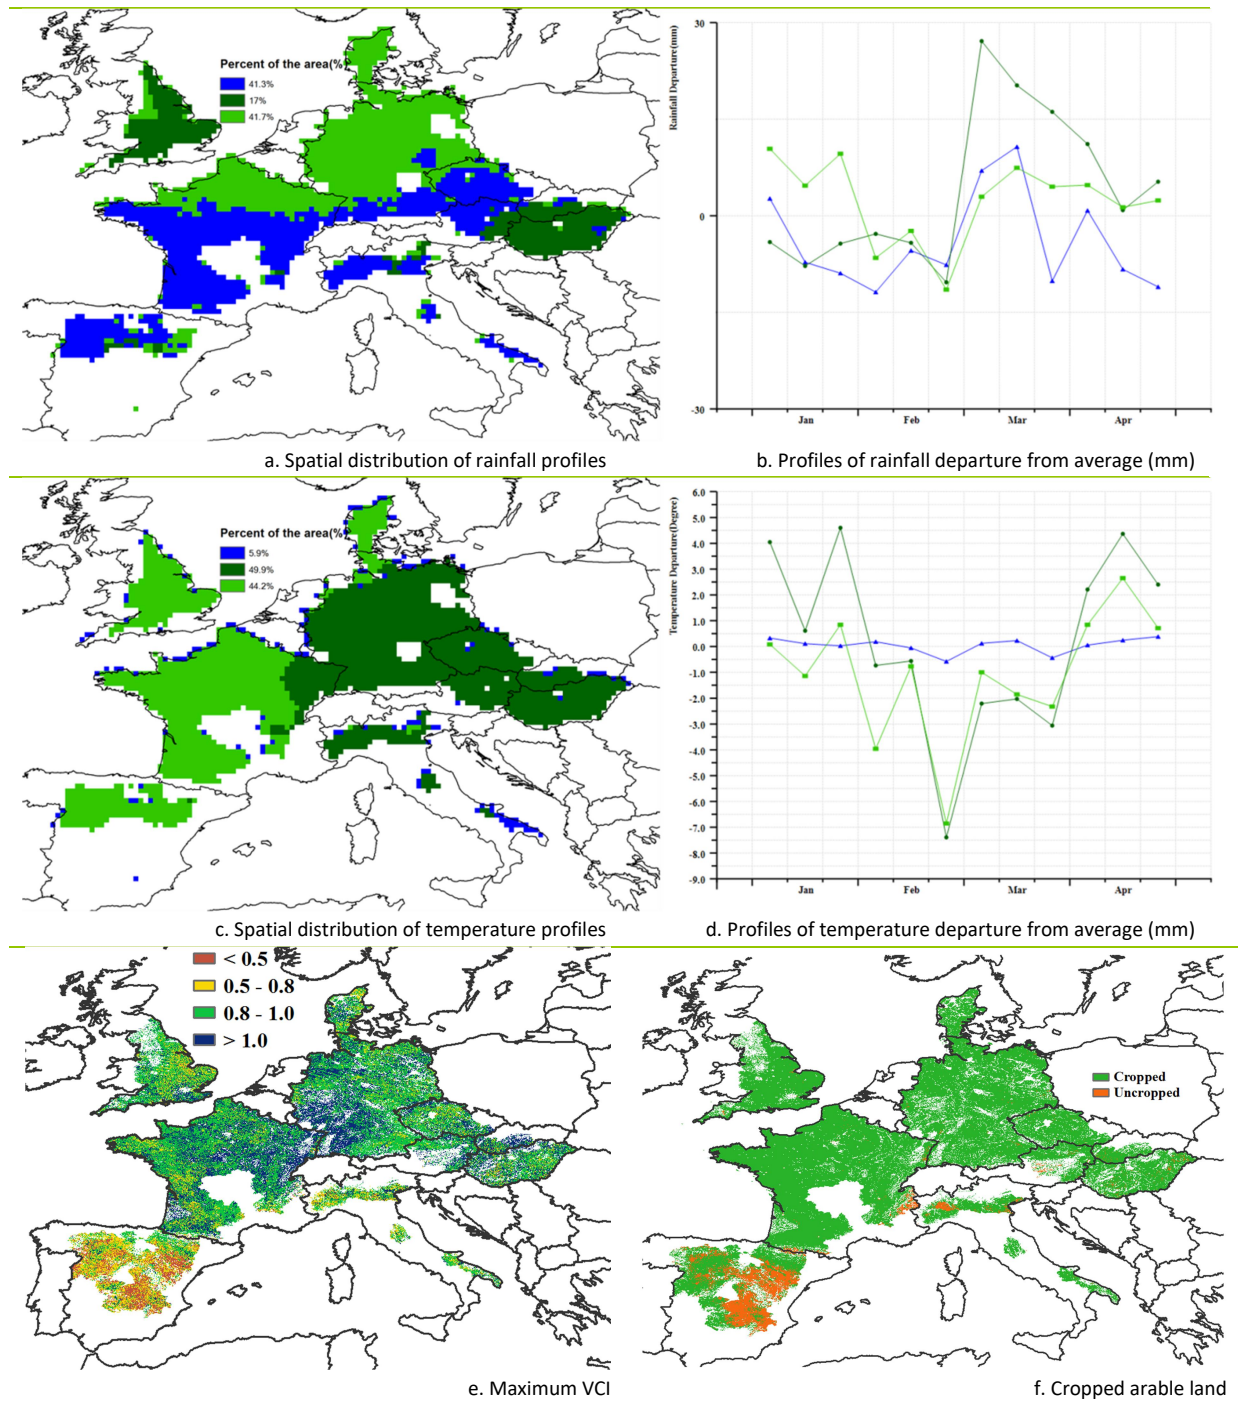 Percent of the area(%)
41.3%
17%
41.7%
Rainfall Departure(mm)
30
0
-30
Jan
Feb
Mar
Apr
a. Spatial distribution of rainfall profiles
b. Profiles of rainfall departure from average (mm)
Percent of the area(%)
5.9%
49.9%
44.2%
Temperature Departure(Degree)
6.0
5.0
4.0
3.0
2.0
1.0
0.0
-1.0
-2.0
-3.0
-4.0
-5.0
-6.0
-7.0
-8.0
-9.0
Jan
Feb
Mar
Apr
c. Spatial distribution of temperature profiles
d. Profiles of temperature departure from average (mm)
< 0.5
0.5 - 0.8
0.8 - 1.0
> 1.0
Cropped
Uncropped
e. Maximum VCI
f. Cropped arable land